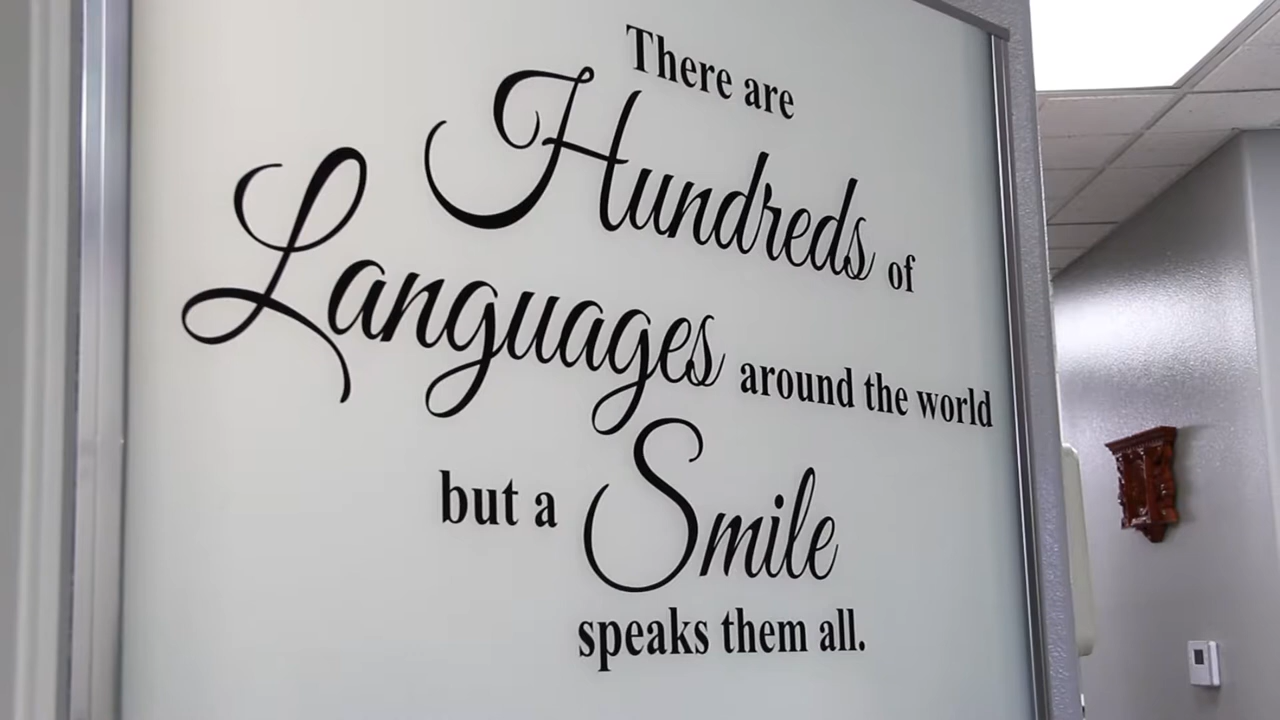 There are
Hundreds of
Languages around the world
but a Smile
speaks them all.